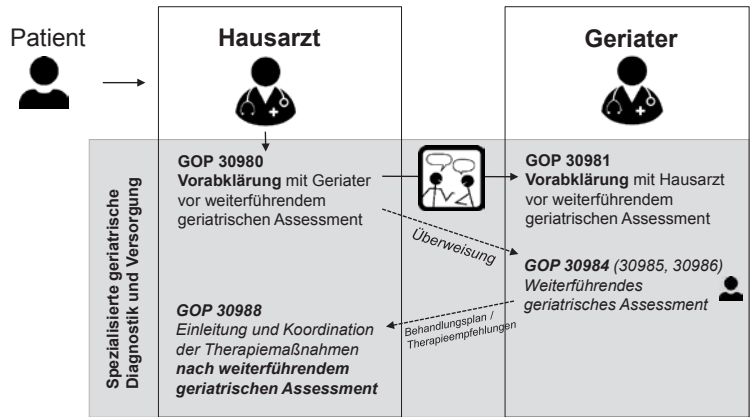 Patient
Hausarzt
Geriater
Spezialisierte geriatrische
Diagnostik und Versorgung
GOP 30980
Vorabklärung mit Geriater
vor weiterführendem
geriatrischen Assessment
GOP 30981
Vorabklärung mit Hausarzt
vor weiterführendem
geriatrischen Assessment
Überweisung
GOP 30984 (30985, 30986)
Weiterführendes
geriatrisches Assessment
Behandlungsplan /
Therapieempfehlungen
GOP 30988
Einleitung und Koordination
der Therapiemaßnahmen
nach weiterführendem
geriatrischen Assessment